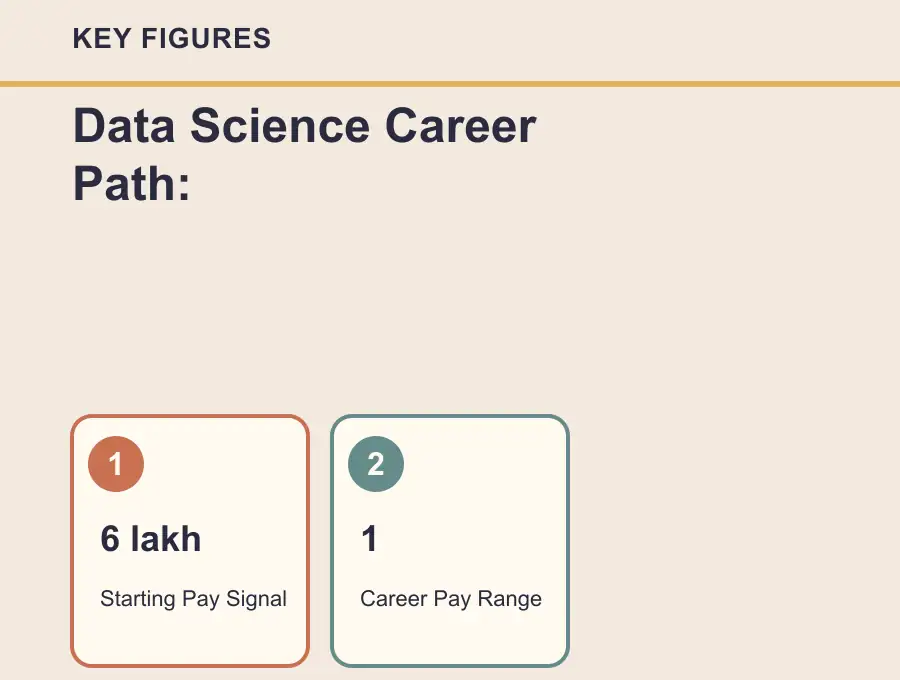 KEY FIGURES
Data Science Career
Path:
1
6 lakh
Starting Pay Signal
2
1
Career Pay Range